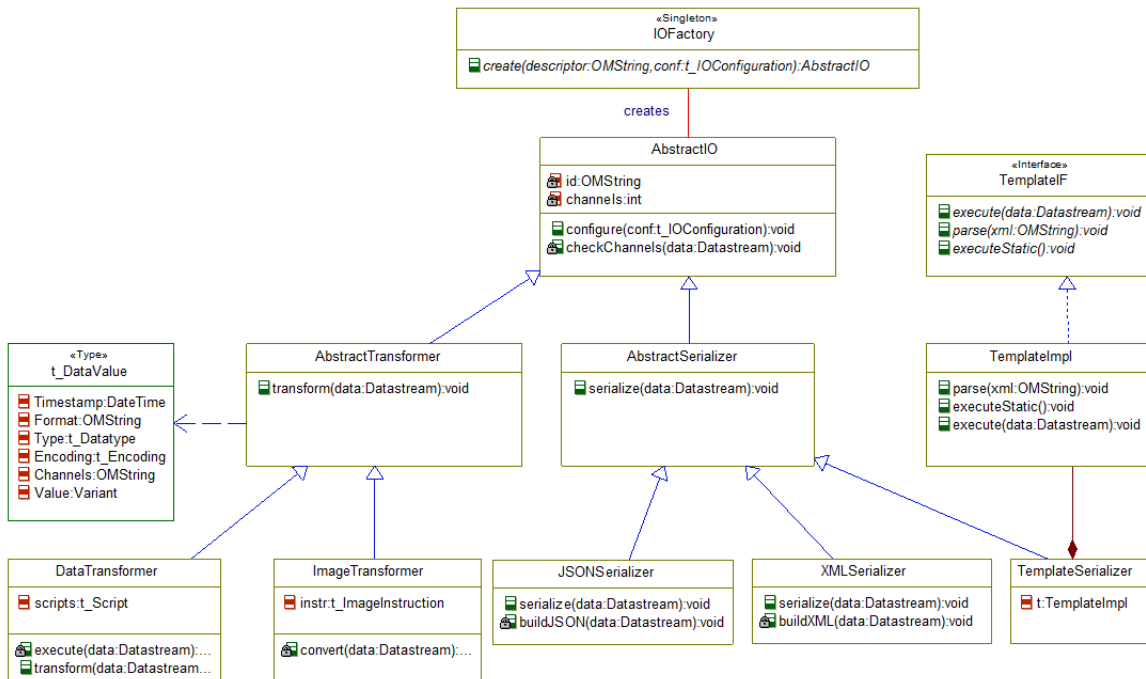 «Singleton»
IOFactory
create(descriptor:OMString,conf:t_IOConfiguration):AbstractIO
creates
AbstractIO
id:OMString
channels:int
configure(conf:t_IOConfiguration):void
checkChannels(data:Datastream):void
«Interface»
TemplateIF
execute(data:Datastream):void
parse(xml:OMString):void
executeStatic():void
«Type»
t_DataValue
Timestamp:DateTime
Format:OMString
Type:t_Datatype
Encoding:t_Encoding
Channels:OMString
Value:Variant
AbstractTransformer
transform(data:Datastream):void
AbstractSerializer
serialize(data:Datastream):void
TemplateImpl
parse(xml:OMString):void
executeStatic():void
execute(data:Datastream):void
DataTransformer
scripts:t_Script
execute(data:Datastream):...
transform(data:Datastream...
ImageTransformer
instr:t_ImageInstruction
convert(data:Datastream):...
JSONSerializer
serialize(data:Datastream):void
buildJSON(data:Datastream):void
XMLSerializer
serialize(data:Datastream):void
buildXML(data:Datastream):void
TemplateSerializer
t:TemplateImpl